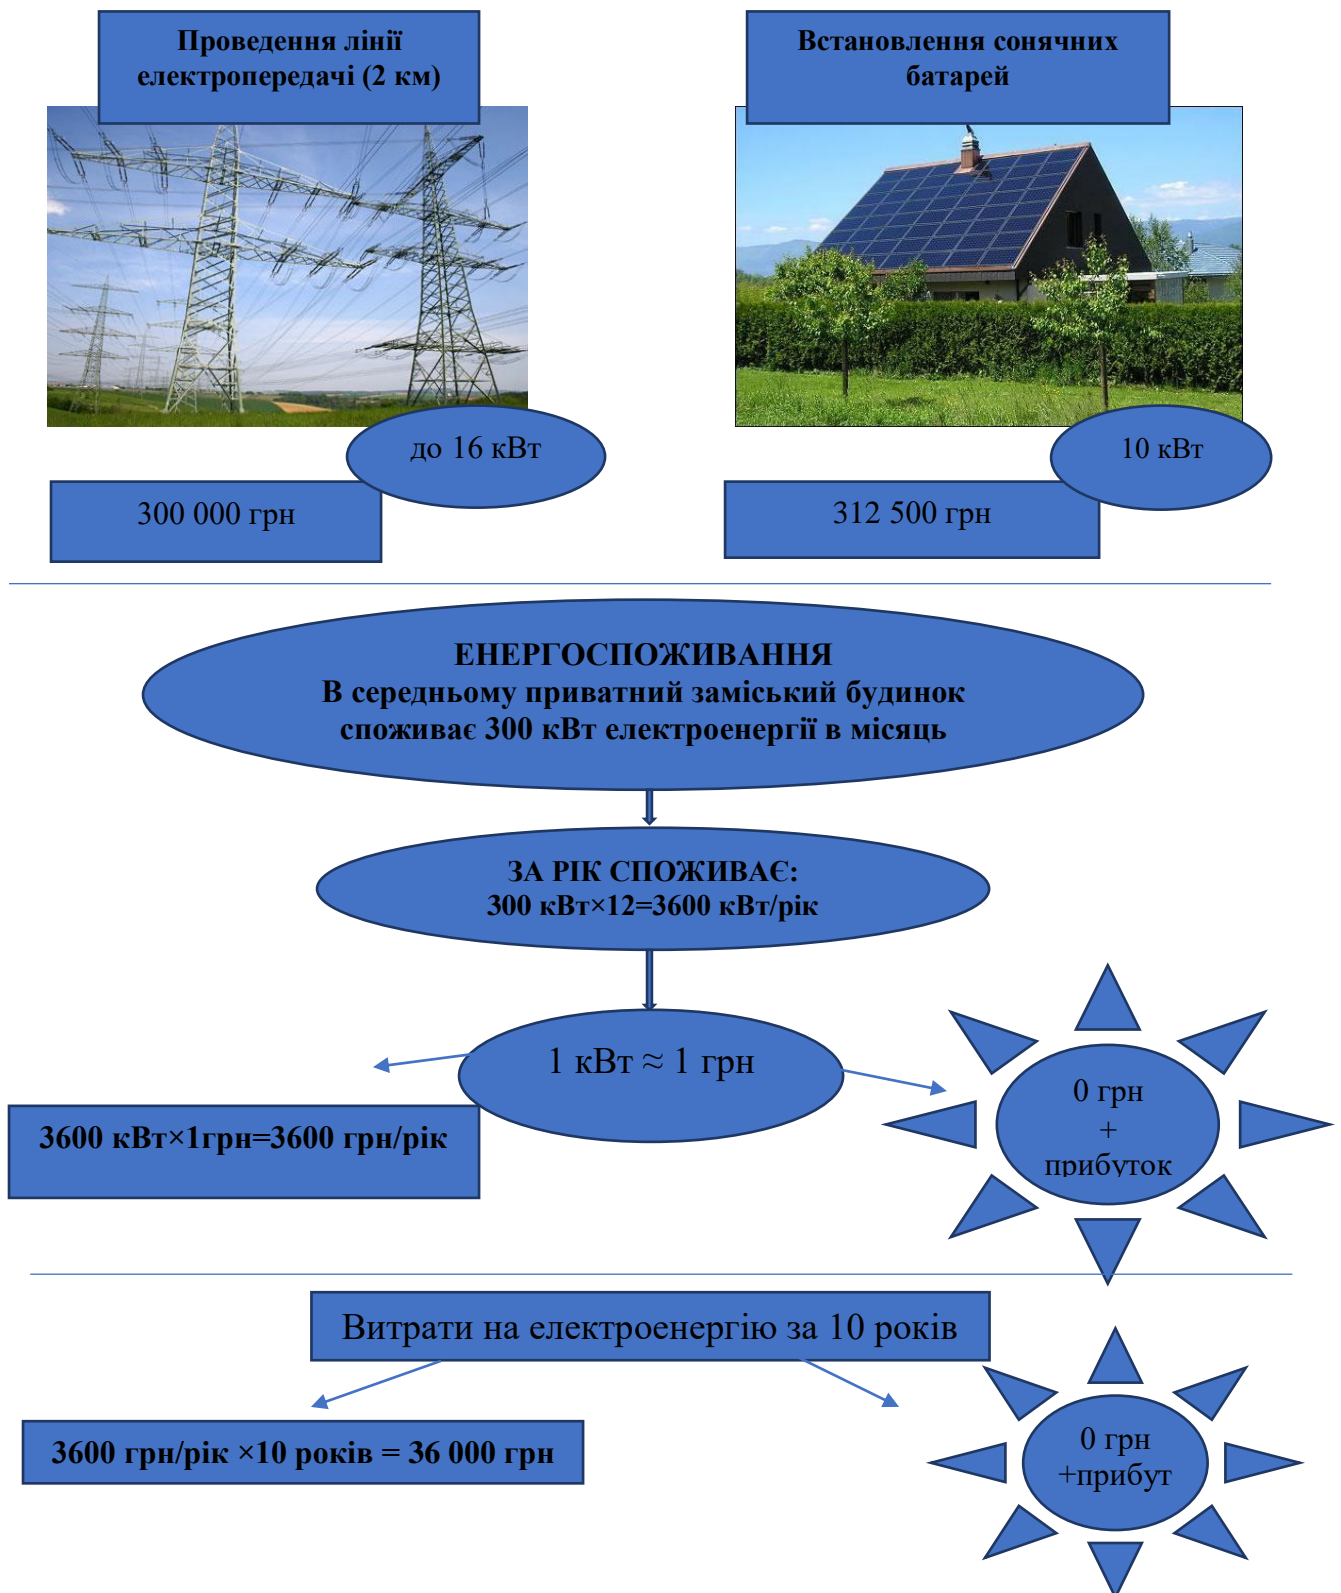 Проведення лінії
електропередачі (2 км)
Встановлення сонячних
батарей
до 16 кВт
300 000 грн
10 кВт
312 500 грн
ЕНЕРГОСПОЖИВАННЯ
В середньому приватний заміський будинок
споживає 300 кВт електроенергії в місяць
ЗА РІК СПОЖИВАЄ:
300 кВт×12=3600 кВт/рік
1 кВт ≈ 1 грн
3600 кВт×1грн=3600 грн/рік
0 грн
+
прибуток
Витрати на електроенергію за 10 років
3600 грн/рік ×10 років = 36 000 грн
0 грн
+прибут